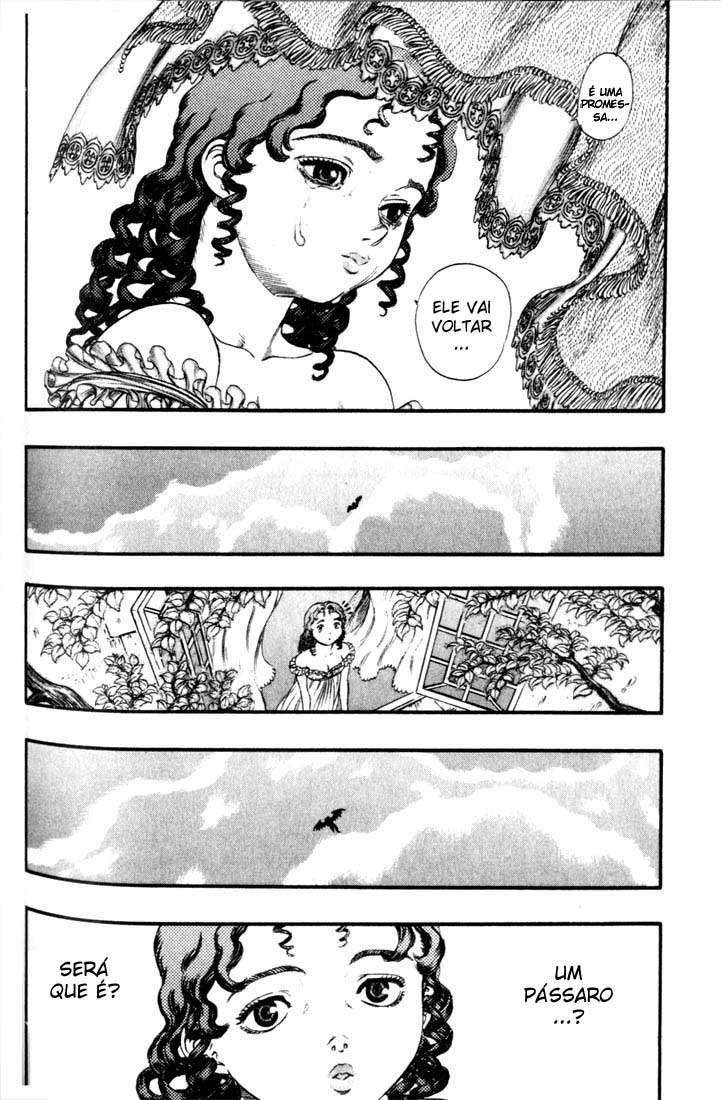 É UMA
PROMES-
SA...
ELE VAI
VOLTAR
...
UM
PÁSSARO
...?
SERÁ
QUE É?